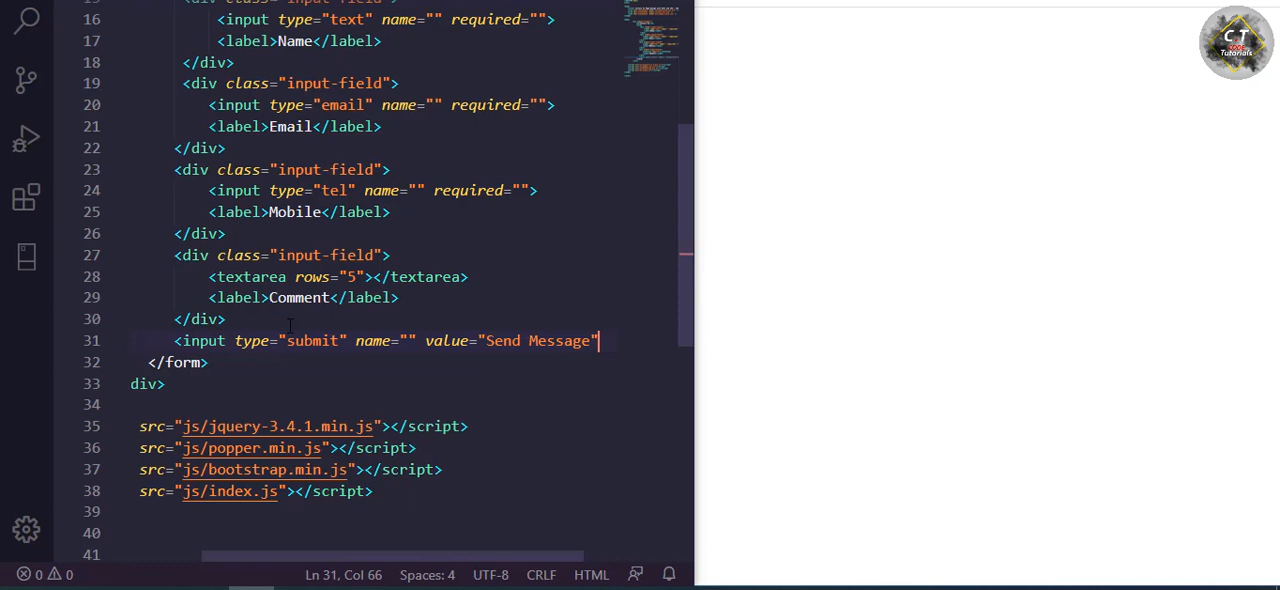 15 <div class="input-field">
16 <input type="text" name="" required="">
17 <label>Name</label>
18 </div>
19 <div class="input-field">
20 <input type="email" name="" required="">
21 <label>Email</label>
22 </div>
23 <div class="input-field">
24 <input type="tel" name="" required="">
25 <label>Mobile</label>
26 </div>
27 <div class="input-field">
28 <textarea rows="5"></textarea>
29 <label>Comment</label>
30 </div>
31 <input type="submit" name="" value="Send Message"
32 </form>
33 div>
34
35 src="js/jquery-3.4.1.min.js"></script>
36 src="js/popper.min.js"></script>
37 src="js/bootstrap.min.js"></script>
38 src="js/index.js"></script>
39
40
41
0 0 Ln 31, Col 66 Spaces: 4 UTF-8 CRLF HTML
C T
CODE
Tutorials